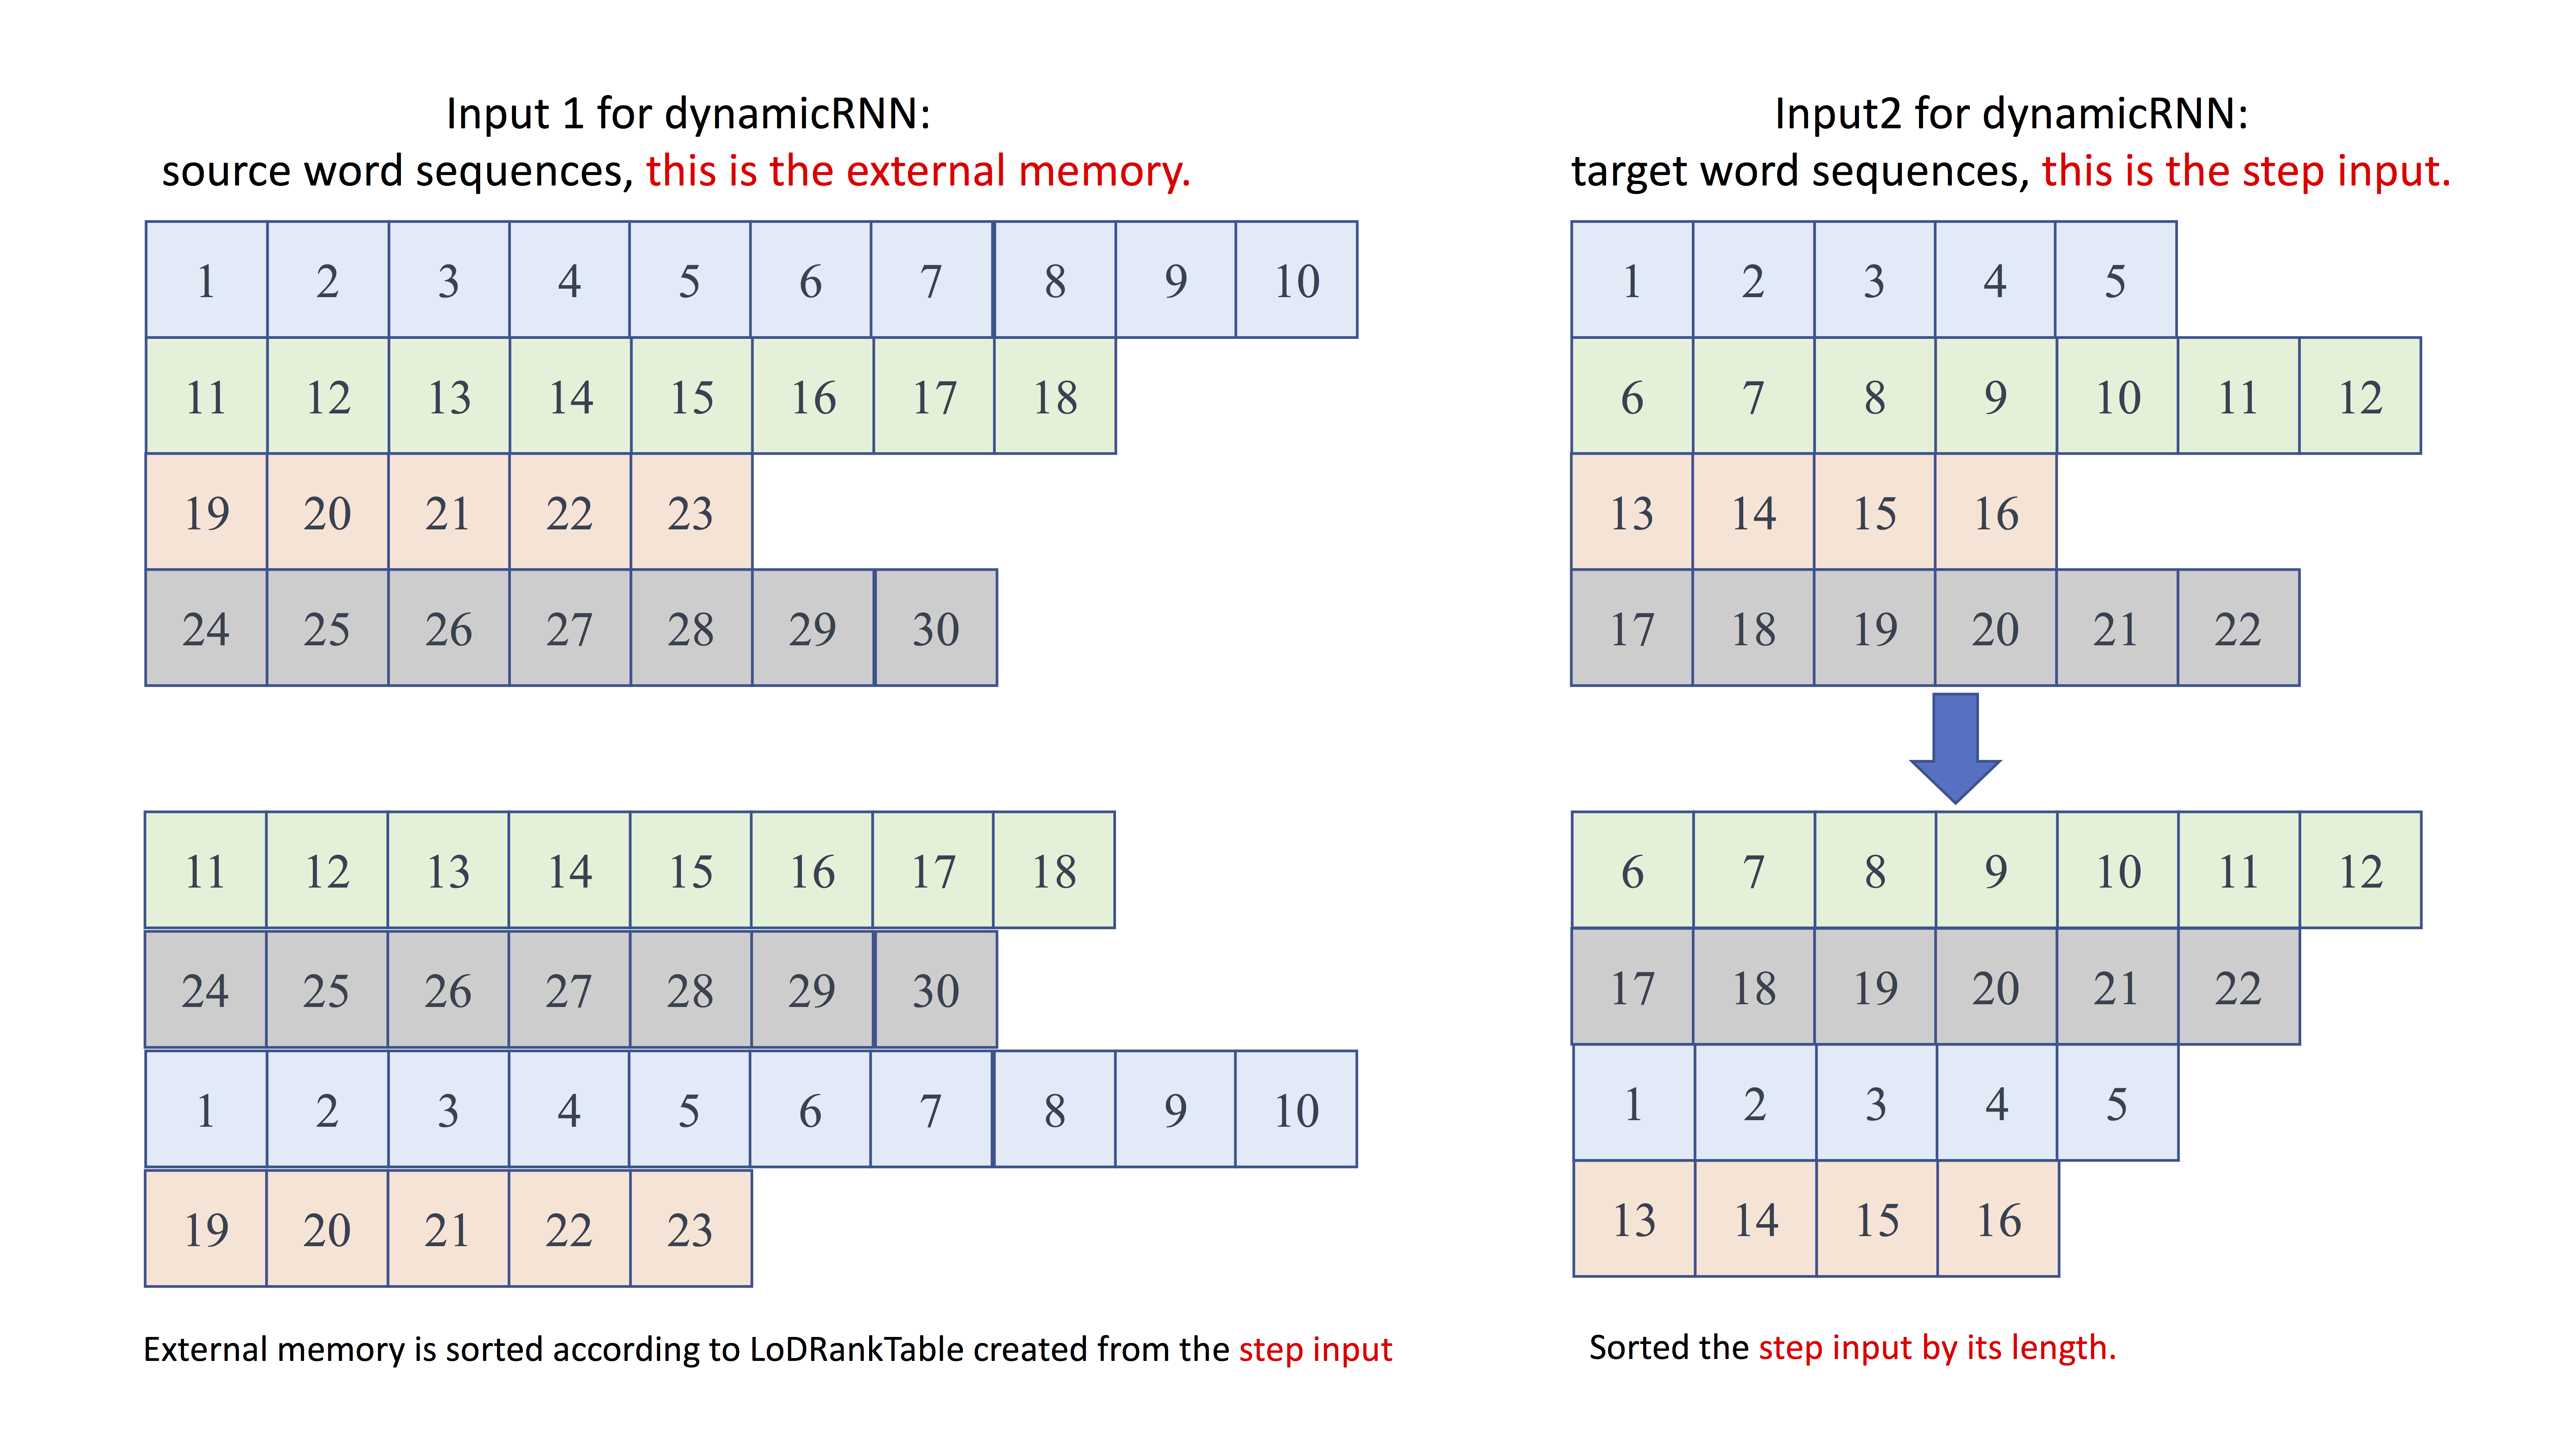 Input 1 for dynamicRNN:
source word sequences, this is the external memory.
1 2 3 4 5 6 7 8 9 10
11 12 13 14 15 16 17 18
19 20 21 22 23
24 25 26 27 28 29 30
11 12 13 14 15 16 17 18
24 25 26 27 28 29 30
1 2 3 4 5 6 7 8 9 10
19 20 21 22 23
External memory is sorted according to LoDRankTable created from the step input
Input2 for dynamicRNN:
target word sequences, this is the step input.
1 2 3 4 5
6 7 8 9 10 11 12
13 14 15 16
17 18 19 20 21 22
6 7 8 9 10 11 12
17 18 19 20 21 22
1 2 3 4 5
13 14 15 16
Sorted the step input by its length.